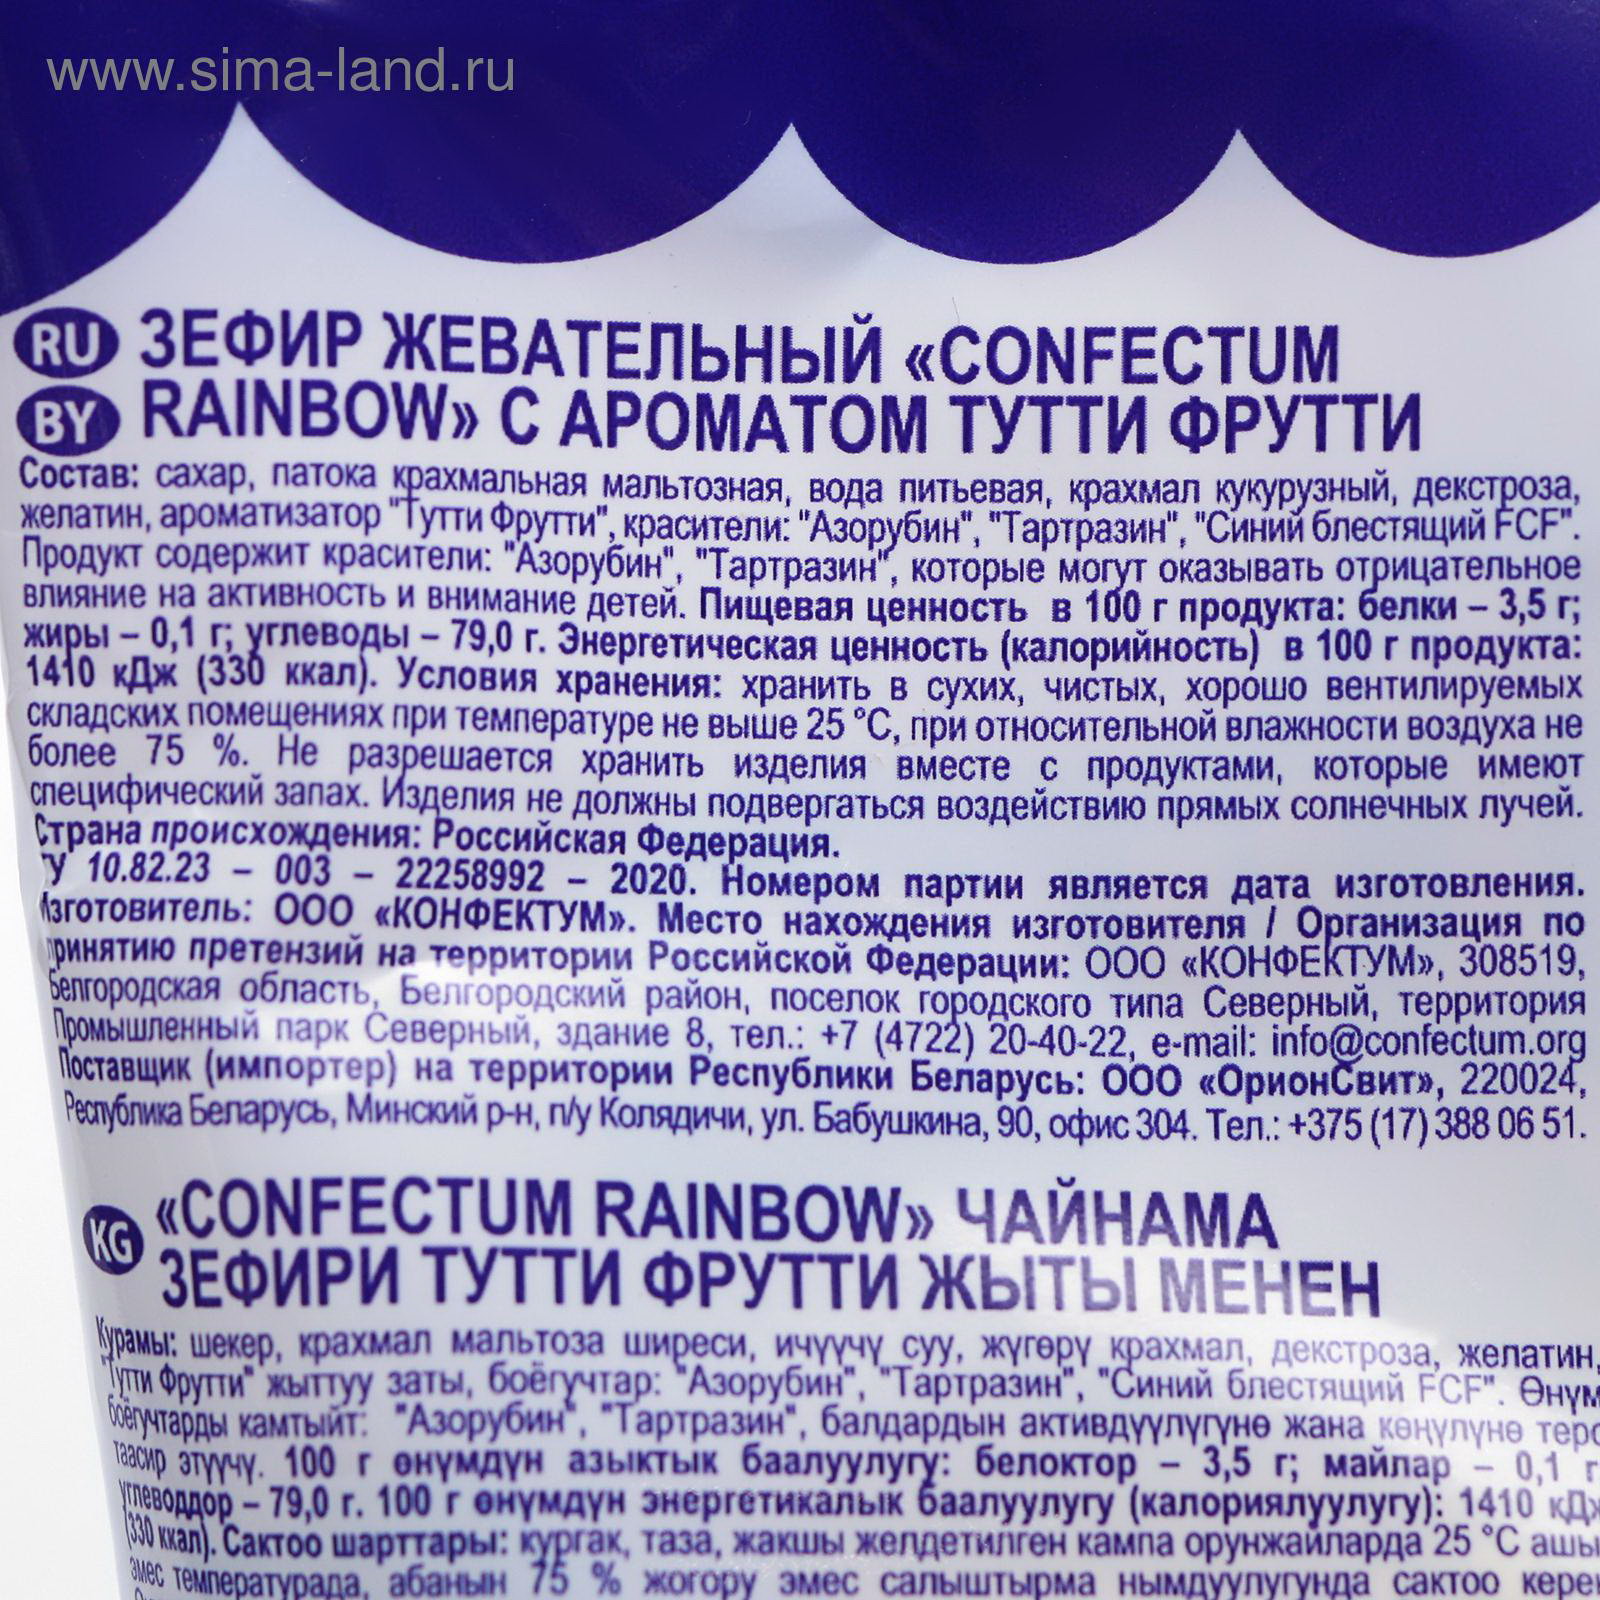 www.sima-land.ru
RU ЗЕФИР ЖЕВАТЕЛЬНЫЙ «CONFECTUM
BY RAINBOW» С АРОМАТОМ ТУТТИ ФРУТТИ
Состав: сахар, патока крахмальная мальтозная, вода питьевая, крахмал кукурузный, декстроза,
желатин, ароматизатор "Тутти Фрутти", красители: "Азорубин", "Тартразин", "Синий блестящий FCF".
Продукт содержит красители: "Азорубин", "Тартразин", которые могут оказывать отрицательное
влияние на активность и внимание детей. Пищевая ценность в 100 г продукта: белки – 3,5 г;
жиры – 0,1 г; углеводы – 79,0 г. Энергетическая ценность (калорийность) в 100 г продукта:
1410 кДж (330 ккал). Условия хранения: хранить в сухих, чистых, хорошо вентилируемых
складских помещениях при температуре не выше 25 °С, при относительной влажности воздуха не
более 75 %. Не разрешается хранить изделия вместе с продуктами, которые имеют
специфический запах. Изделия не должны подвергаться воздействию прямых солнечных лучей.
Страна происхождения: Российская Федерация.
ТУ 10.82.23 – 003 – 22258992 – 2020. Номером партии является дата изготовления.
Изготовитель: ООО «КОНФЕКТУМ». Место нахождения изготовителя / Организация по
принятию претензий на территории Российской Федерации: ООО «КОНФЕКТУМ», 308519,
Белгородская область, Белгородский район, поселок городского типа Северный, территория
Промышленный парк Северный, здание 8, тел.: +7 (4722) 20-40-22, e-mail: info@confectum.org
Поставщик (импортер) на территории Республики Беларусь: ООО «ОрионСвит», 220024,
Республика Беларусь, Минский р-н, п/у Колядичи, ул. Бабушкина, 90, офис 304. Тел.: +375 (17) 388 06 51.
KG «CONFECTUM RAINBOW» ЧАЙНАМА
ЗЕФИРИ ТУТТИ ФРУТТИ ЖЫТЫ МЕНЕН
Курамы: шекер, крахмал мальтоза ширеси, ичүүчү суу, жүгөрү крахмал, декстроза, желатин,
"Тутти Фрутти" жыттуу заты, боёгучтар: "Азорубин", "Тартразин", "Синий блестящий FCF". Өнүм
боёгучтарды камтыйт: "Азорубин", "Тартразин", балдардын активдүүлүгүнө жана көңүлүнө терс
таасир этүүчү. 100 г өнүмдүн азыктык баалуулугу: белоктор – 3,5 г; майлар – 0,1 г
углеводдор – 79,0 г. 100 г өнүмдүн энергетикалык баалуулугу (калориялуулугу): 1410 кДж
(330 ккал). Сактоо шарттары: кургак, таза, жакшы желдетилген кампа орунжайларда 25 °С ашы
эмес температурада, абанын 75 % жогору эмес салыштырма нымдуулугунда сактоо керек